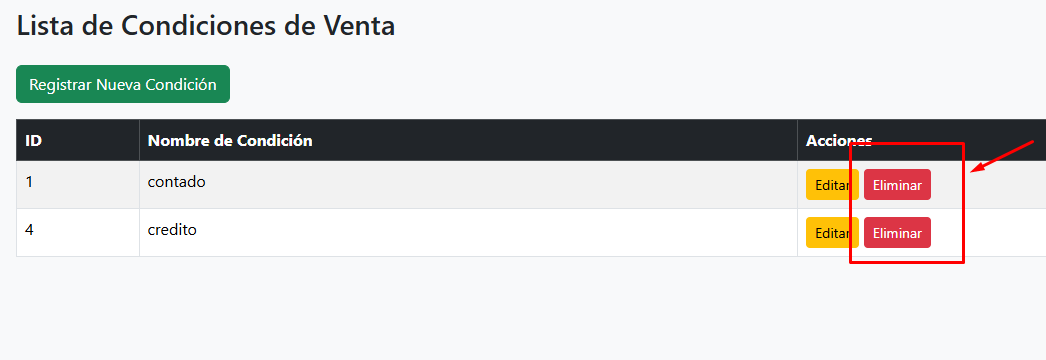 Lista de Condiciones de Venta
Registrar Nueva Condición
ID Nombre de Condición Acciones
1 contado Editar Eliminar
4 credito Editar Eliminar